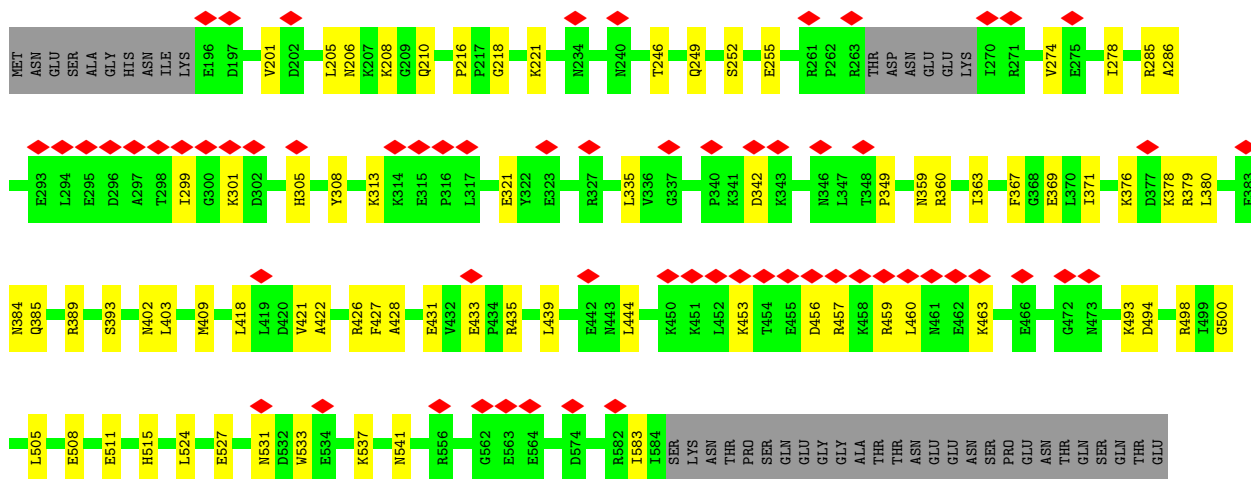 MET ASN GLU SER ALA GLY HIS ASN ILE LYS E196 D197 V201 D202 L205 N206 K207 K208 G209 Q210 P216 P217 G218 K221 N234 N240 T246 Q249 S252 E255 R261 P262 R263 THR ASP ASN GLU GLU LYS I270 R271 V274 E275 I278 R285 A286
E293 L294 E295 D296 A297 T298 I299 G300 K301 D302 H305 Y308 K313 K314 E315 P316 L317 E321 Y322 E323 R327 L335 V336 G337 P340 K341 D342 K343 N346 L347 T348 P349 N359 R360 I363 F367 G368 E369 L370 I371 K376 D377 K378 R379 L380 E383
N384 Q385 R389 S393 N402 L403 M409 L418 L419 D420 V421 A422 R426 F427 A428 E431 V432 E433 P434 R435 L439 E442 N443 L444 K450 K451 L452 K453 T454 E455 D456 R457 K458 R459 L460 N461 E462 K463 E466 G472 N473 K493 D494 R498 I499 G500
L505 E508 E511 H515 L524 E527 N531 D532 W533 E534 K537 N541 R556 G562 E563 E564 D574 R582 I583 I584 SER LYS ASN THR PRO SER GLN GLU GLY GLY ALA THR THR ASN GLU GLU ASN SER PRO GLU ASN THR GLN SER GLN THR GLU